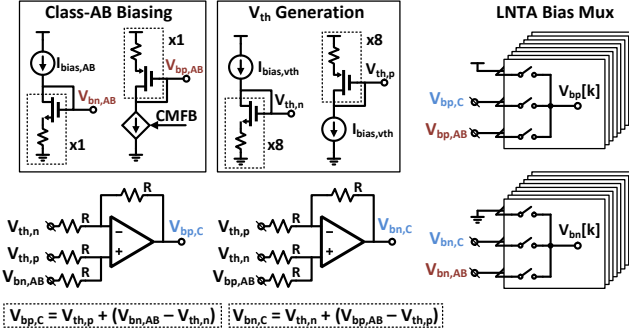 Class-AB Biasing
I_bias,AB
V_bn,AB
x1
x1
V_bp,AB
CMFB
V_th Generation
I_bias,vth
V_th,n
x8
x8
V_th,p
I_bias,vth
LNTA Bias Mux
V_bp,C
V_bp,AB
V_bp[k]
V_bn,C
V_bn,AB
V_bn[k]
R
V_th,n R
V_th,p R
V_bn,AB R
− +
V_bp,C
R
V_th,p R
V_th,n R
V_bp,AB R
− +
V_bn,C
V_bp,C = V_th,p + (V_bn,AB − V_th,n)
V_bn,C = V_th,n + (V_bp,AB − V_th,p)